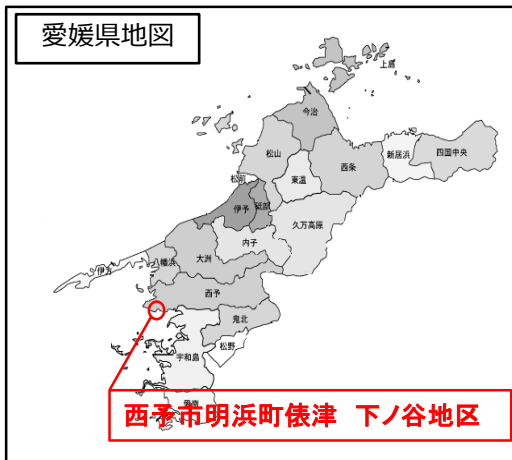 愛媛県地図
上島
今治
松山
東温
西条
新居浜
四国中央
松前
伊予
砥部
久万高原
内子
大洲
八幡浜
伊方
西予
鬼北
松野
宇和島
愛南
西予市明浜町俵津 下ノ谷地区